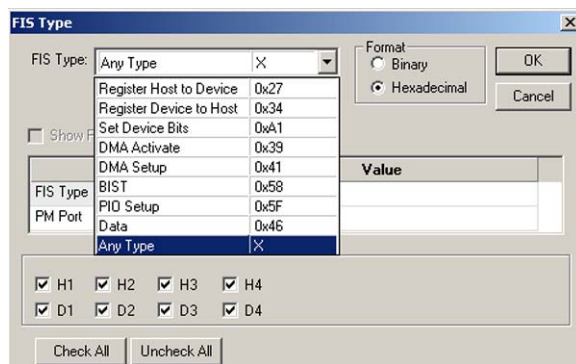 FIS Type
FIS Type: Any Type X
Format
Binary
Hexadecimal
OK
Cancel
Register Host to Device 0x27
Register Device to Host 0x34
Set Device Bits 0xA1
DMA Activate 0x39
DMA Setup 0x41
BIST 0x58
PIO Setup 0x5F
Data 0x46
Any Type X
Show
Value
FIS Type
PM Port
H1 H2 H3 H4
D1 D2 D3 D4
Check All Uncheck All